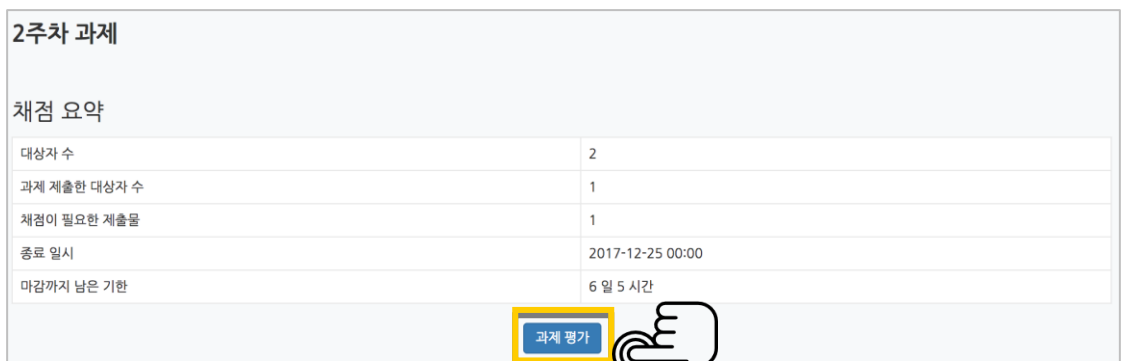 2주차 과제
채점 요약
대상자 수 2
과제 제출한 대상자 수 1
채점이 필요한 제출물 1
종료 일시 2017-12-25 00:00
마감까지 남은 기한 6 일 5 시간
과제 평가